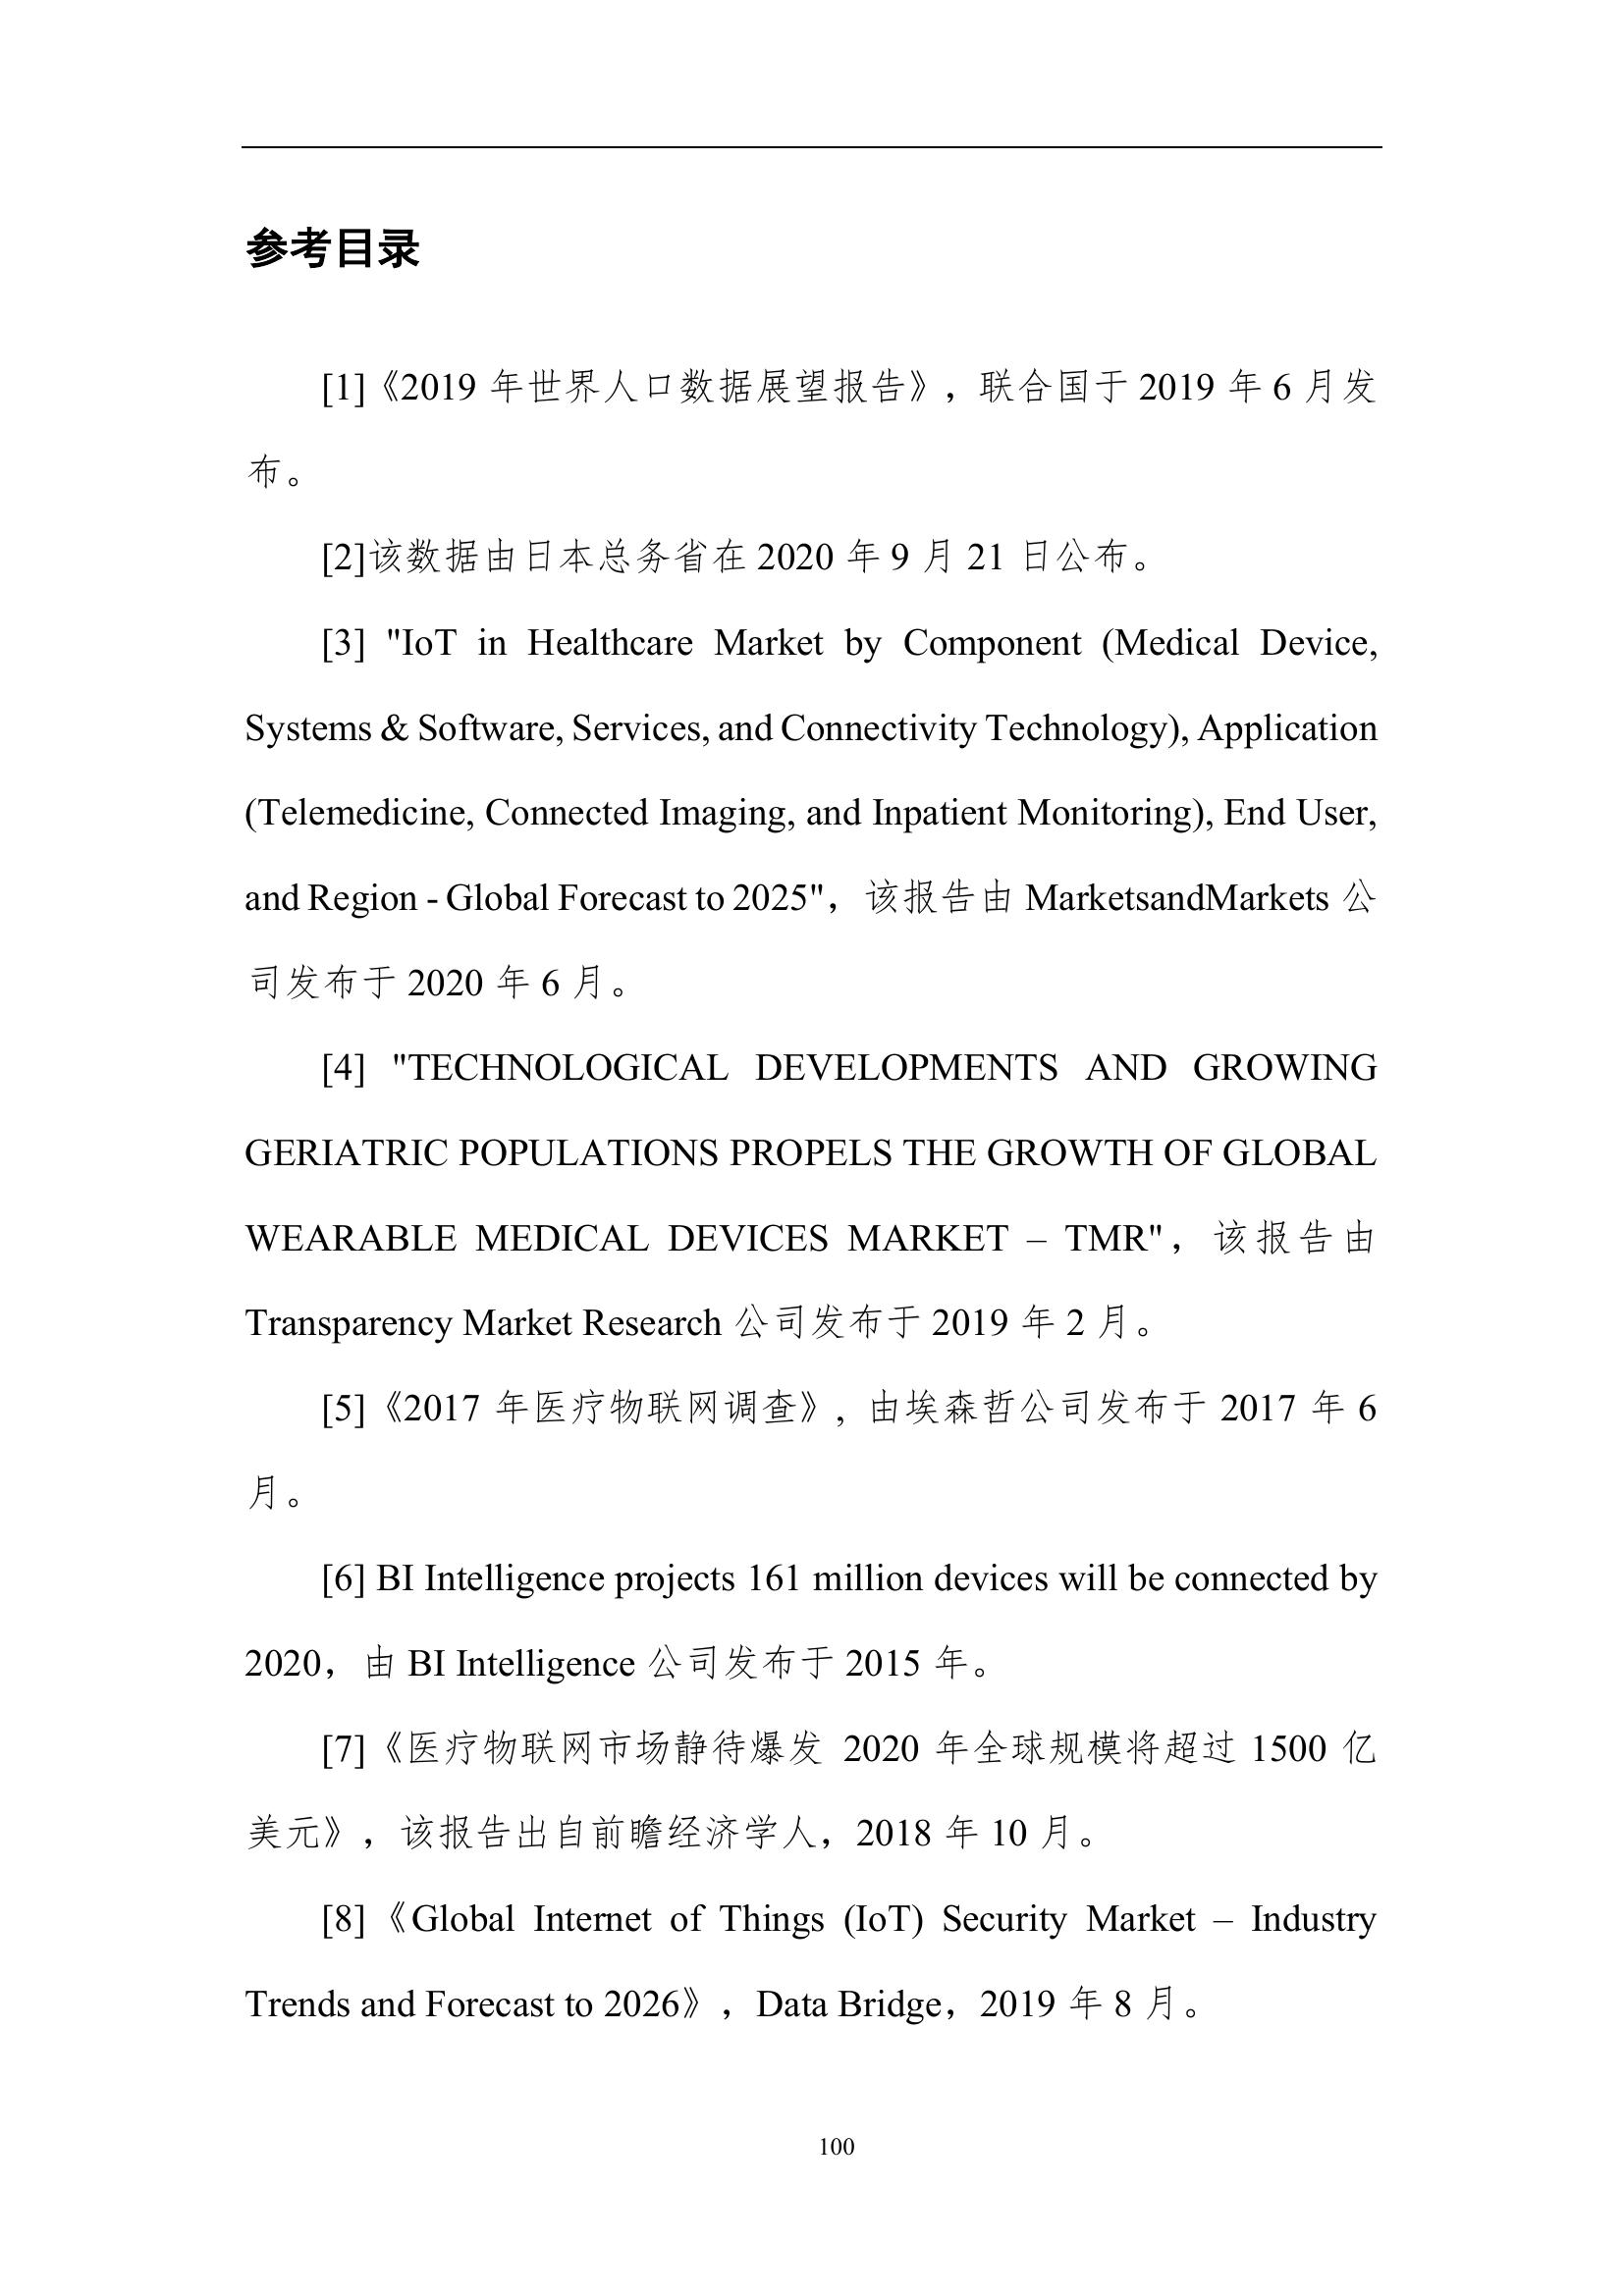 参考目录
[1]《2019 年世界人口数据展望报告》，联合国于 2019 年 6 月发
布。
[2]该数据由日本总务省在 2020 年 9 月 21 日公布。
[3] "IoT in Healthcare Market by Component (Medical Device,
Systems & Software, Services, and Connectivity Technology), Application
(Telemedicine, Connected Imaging, and Inpatient Monitoring), End User,
and Region - Global Forecast to 2025"，该报告由 MarketsandMarkets 公
司发布于 2020 年 6 月。
[4] "TECHNOLOGICAL DEVELOPMENTS AND GROWING
GERIATRIC POPULATIONS PROPELS THE GROWTH OF GLOBAL
WEARABLE MEDICAL DEVICES MARKET – TMR"，该报告由
Transparency Market Research 公司发布于 2019 年 2 月。
[5]《2017 年医疗物联网调查》, 由埃森哲公司发布于 2017 年 6
月。
[6] BI Intelligence projects 161 million devices will be connected by
2020，由 BI Intelligence 公司发布于 2015 年。
[7]《医疗物联网市场静待爆发 2020 年全球规模将超过 1500 亿
美元》，该报告出自前瞻经济学人，2018 年 10 月。
[8]《Global Internet of Things (IoT) Security Market – Industry
Trends and Forecast to 2026》，Data Bridge，2019 年 8 月。
100